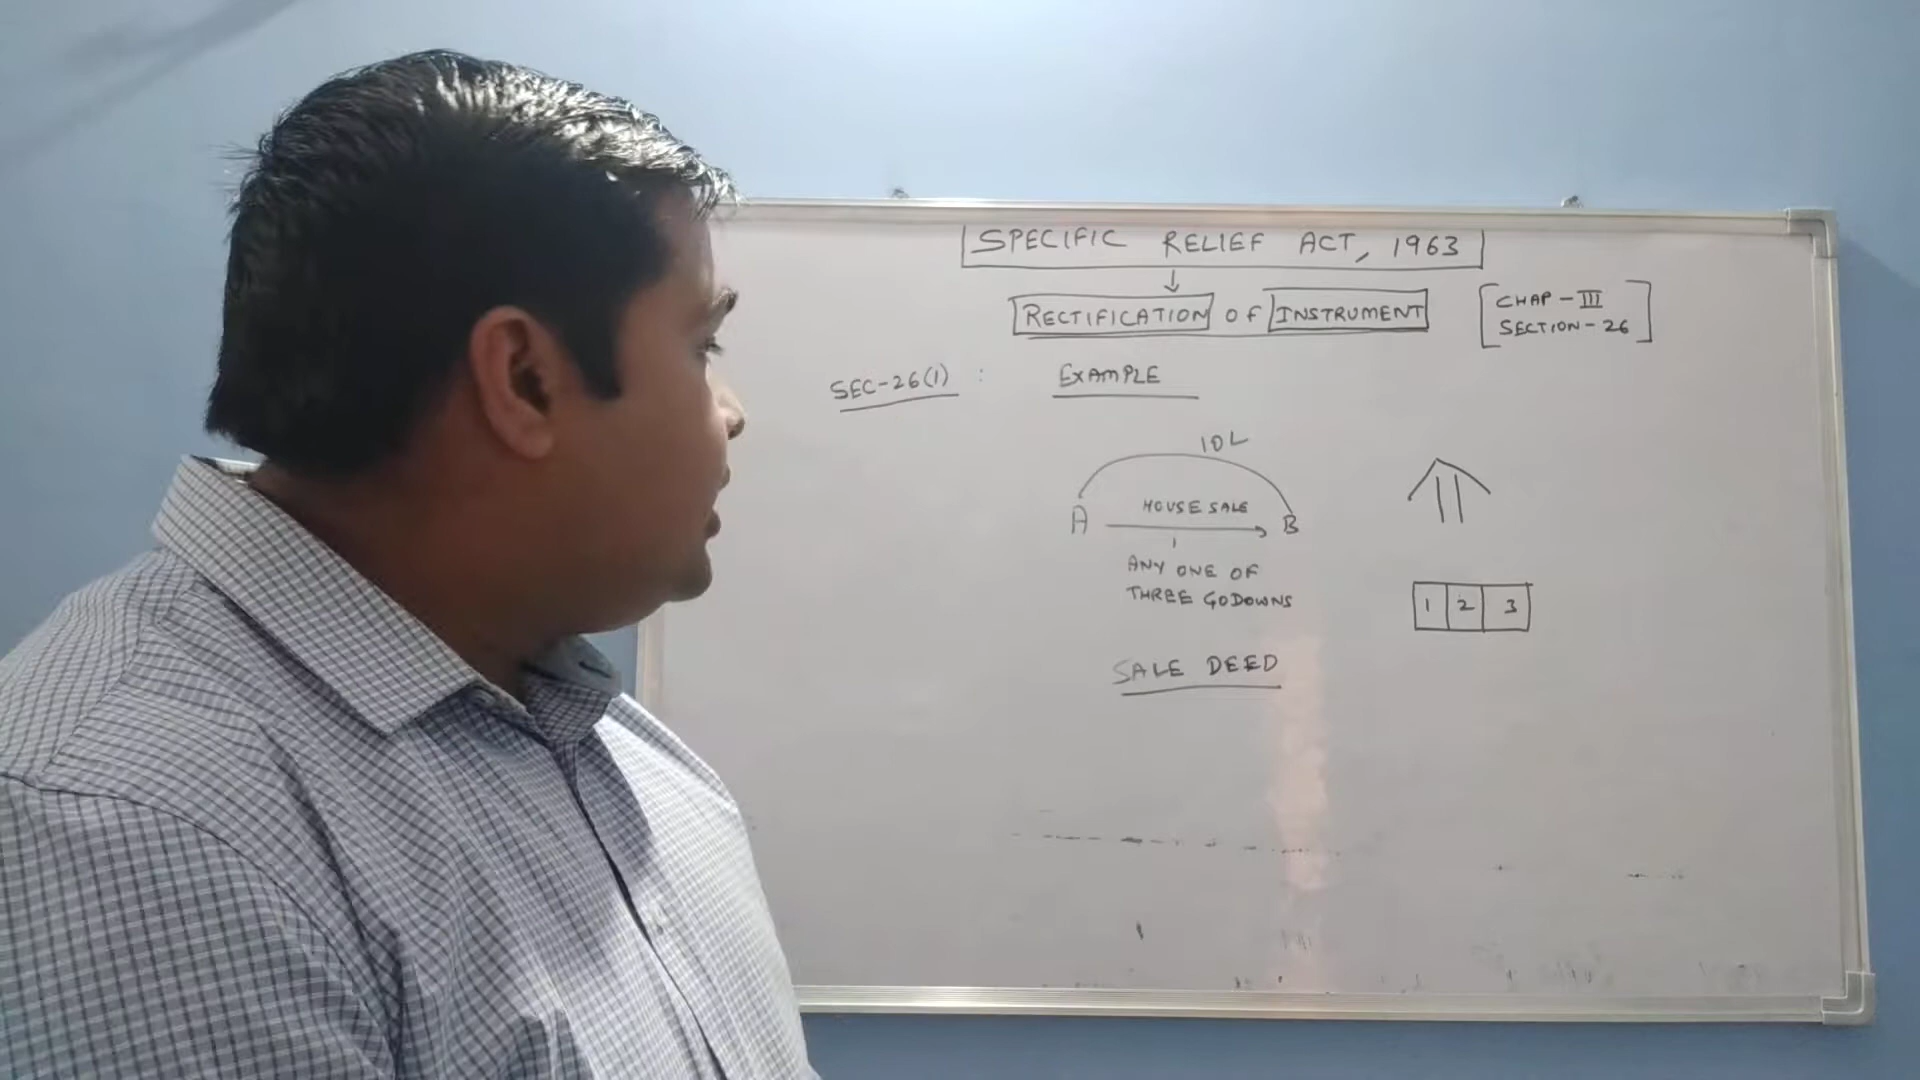 SPECIFIC RELIEF ACT, 1963
RECTIFICATION OF INSTRUMENT
CHAP-III
SECTION-26
SEC-26(1) : EXAMPLE
10L
HOUSE SALE
A B
ANY ONE OF
THREE GODOWNS
1 2 3
SALE DEED